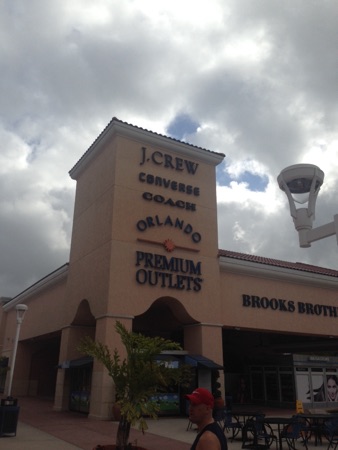 J.CREW
CONVERSE
COACH
ORLANDO
PREMIUM
OUTLETS
BROOKS BROTH